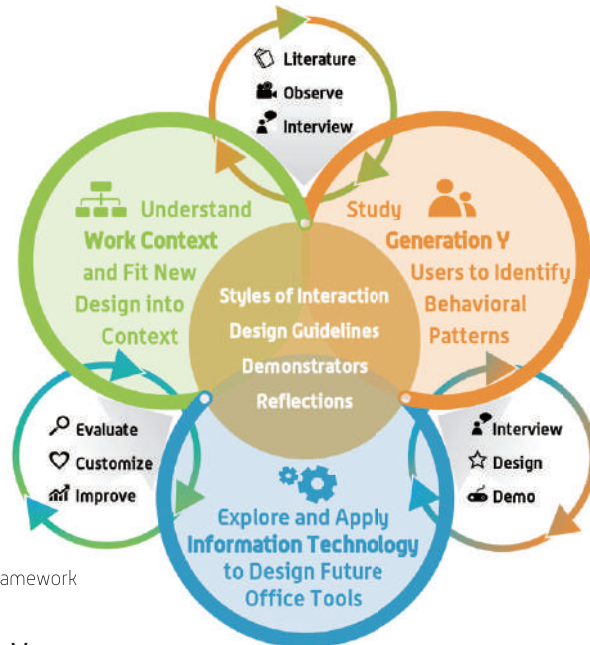 Literature
Observe
Interview
Understand
Work Context
and Fit New
Design into
Context
Study
Generation Y
Users to Identify
Behavioral
Patterns
Styles of Interaction
Design Guidelines
Demonstrators
Reflections
Evaluate
Customize
Improve
Interview
Design
Demo
Explore and Apply
Information Technology
to Design Future
Office Tools
amework